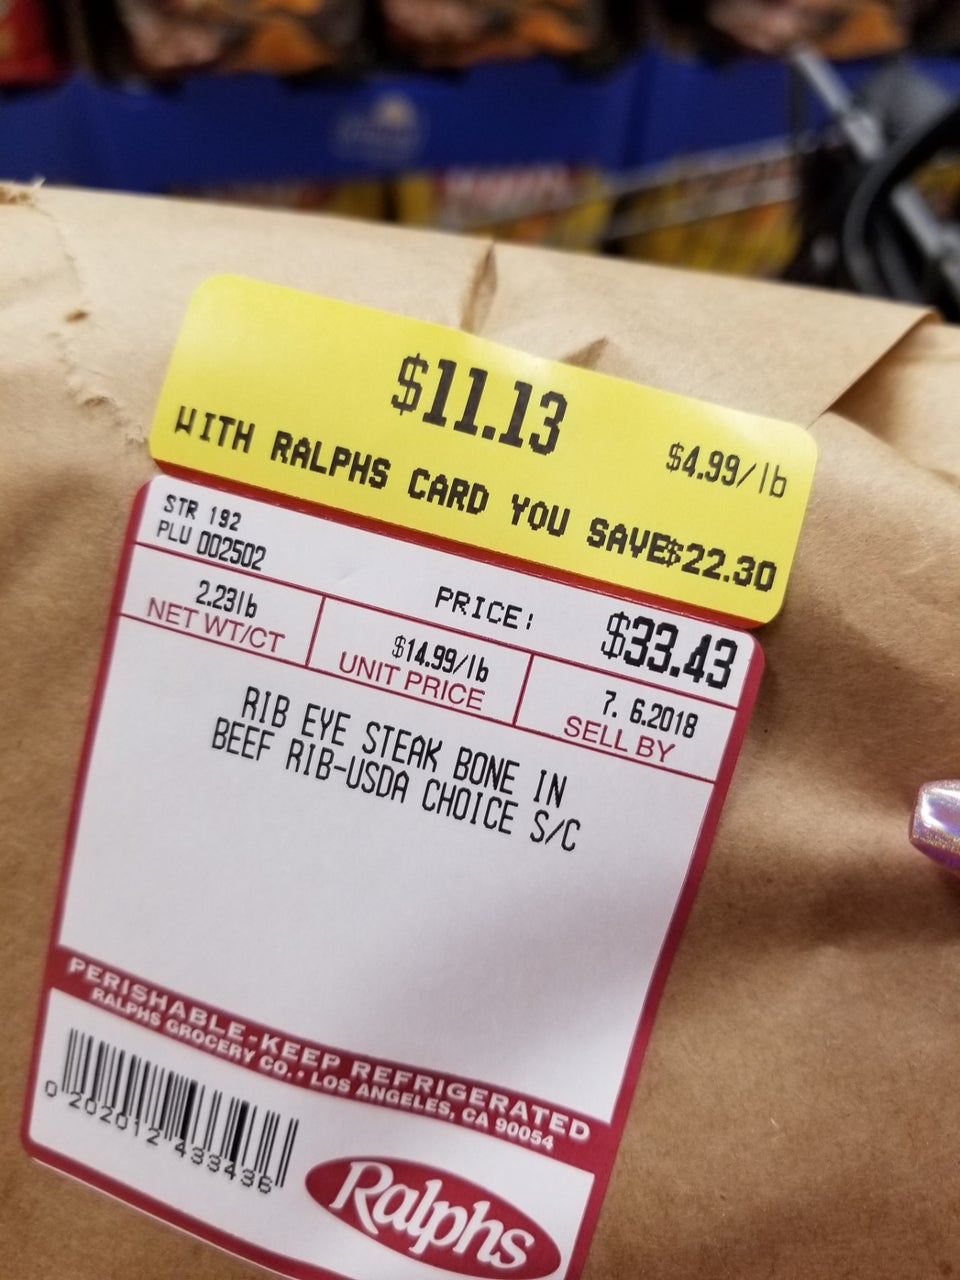 $11.13
$4.99/lb
WITH RALPHS CARD YOU SAVE$22.30
STR 192
PLU 002502
PRICE: $33.43
2.23lb
NET WT/CT
$14.99/lb
UNIT PRICE
7. 6.2018
SELL BY
RIB EYE STEAK BONE IN
BEEF RIB-USDA CHOICE S/C
PERISHABLE-KEEP REFRIGERATED
RALPHS GROCERY CO. • LOS ANGELES, CA 90054
0 202012 433436
Ralphs